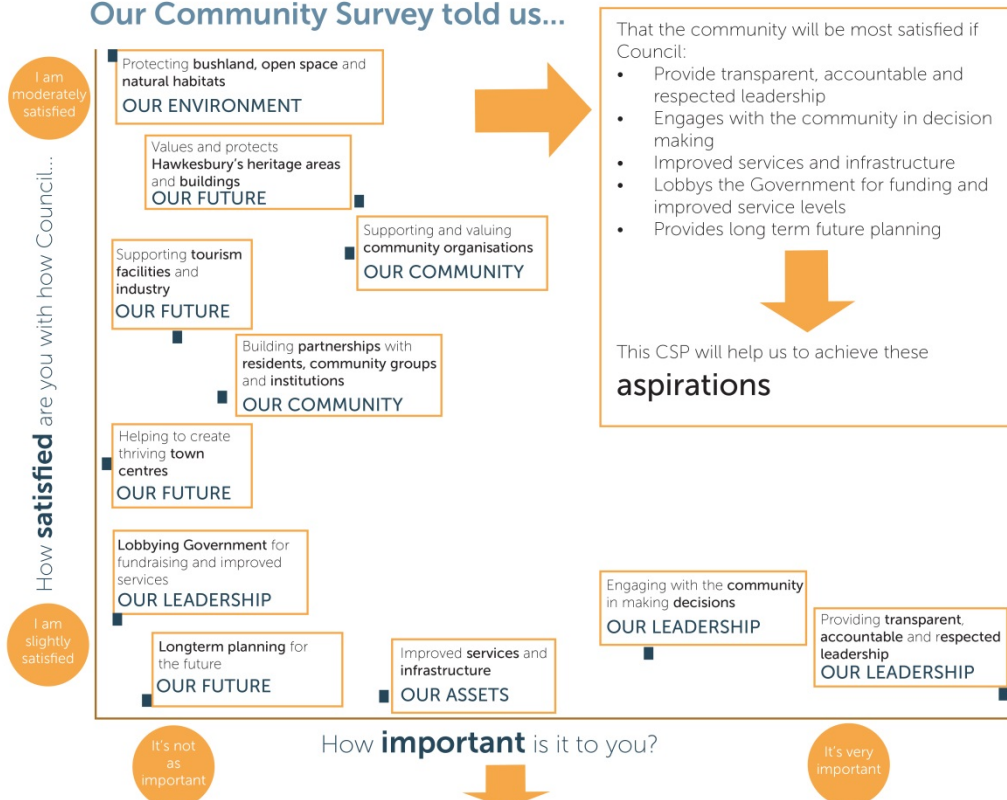 Our Community Survey told us...
I am
moderately
satisfied
How satisfied are you with how Council...
I am
slightly
satisfied
Protecting bushland, open space and
natural habitats
OUR ENVIRONMENT
Values and protects
Hawkesbury's heritage areas
and buildings
OUR FUTURE
Supporting and valuing
community organisations
OUR COMMUNITY
Supporting tourism
facilities and
industry
OUR FUTURE
Building partnerships with
residents, community groups
and institutions
OUR COMMUNITY
Helping to create
thriving town
centres
OUR FUTURE
Lobbying Government for
fundraising and improved
services
OUR LEADERSHIP
Longterm planning for
the future
OUR FUTURE
Improved services and
infrastructure
OUR ASSETS
Engaging with the community
in making decisions
OUR LEADERSHIP
Providing transparent,
accountable and respected
leadership
OUR LEADERSHIP
That the community will be most satisfied if
Council:
• Provide transparent, accountable and
respected leadership
• Engages with the community in decision
making
• Improved services and infrastructure
• Lobbys the Government for funding and
improved service levels
• Provides long term future planning
This CSP will help us to achieve these
aspirations
It's not
as
important
How important is it to you?
It's very
important